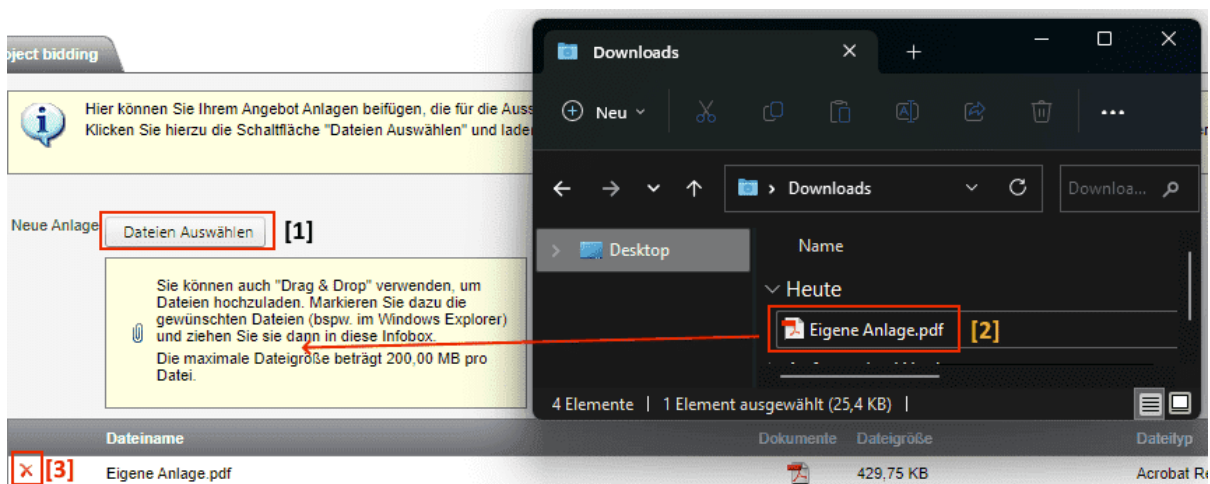 oject bidding
Hier können Sie Ihrem Angebot Anlagen beifügen, die für die Auss
Klicken Sie hierzu die Schaltfläche "Dateien Auswählen" und laden
Neue Anlage
Dateien Auswählen
[1]
Sie können auch "Drag & Drop" verwenden, um
Dateien hochzuladen. Markieren Sie dazu die
gewünschten Dateien (bspw. im Windows Explorer)
und ziehen Sie sie dann in diese Infobox.
Die maximale Dateigröße beträgt 200,00 MB pro
Datei.
Downloads
Neu
Downloads
Downloa...
Desktop
Name
Heute
Eigene Anlage.pdf
[2]
4 Elemente | 1 Element ausgewählt (25,4 KB) |
Dateiname Dokumente Dateigröße Dateityp
[3] Eigene Anlage.pdf 429,75 KB Acrobat Re